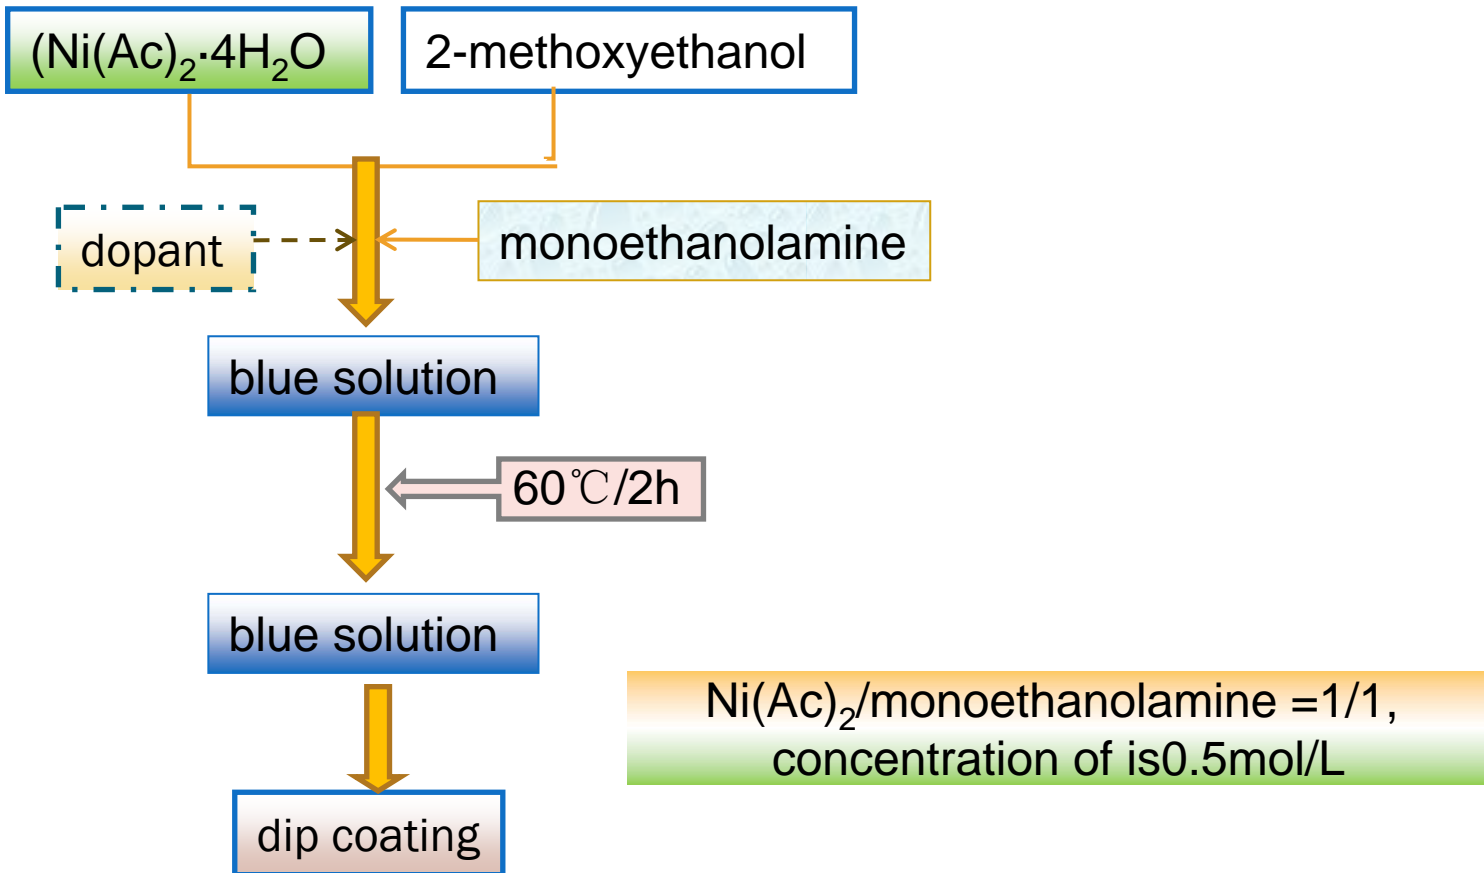 (Ni(Ac)₂·4H₂O
2-methoxyethanol
dopant
monoethanolamine
blue solution
60℃/2h
blue solution
Ni(Ac)₂/monoethanolamine =1/1,
concentration of is0.5mol/L
dip coating